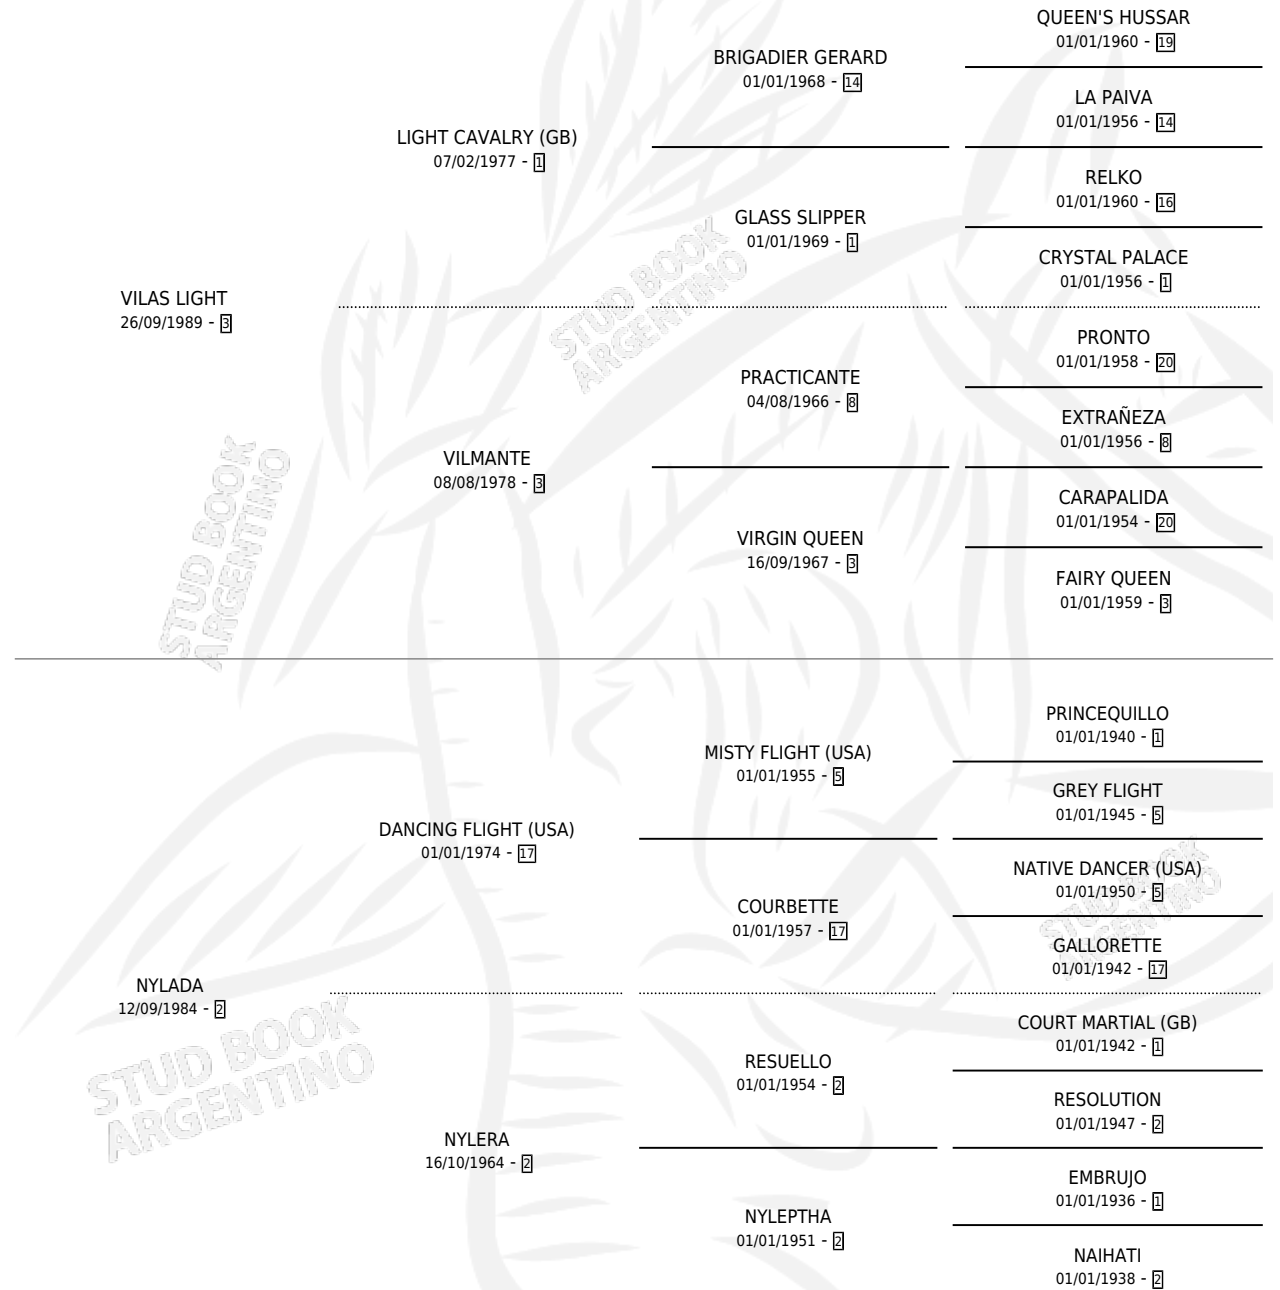 QUEEN'S HUSSAR
01/01/1960 - 19
BRIGADIER GERARD
01/01/1968 - 14
LA PAIVA
01/01/1956 - 14
LIGHT CAVALRY (GB)
07/02/1977 - 1
RELKO
01/01/1960 - 16
GLASS SLIPPER
01/01/1969 - 1
CRYSTAL PALACE
01/01/1956 - 1
VILAS LIGHT
26/09/1989 - 3
PRONTO
01/01/1958 - 20
PRACTICANTE
04/08/1966 - 8
EXTRAÑEZA
01/01/1956 - 8
VILMANTE
08/08/1978 - 3
CARAPALIDA
01/01/1954 - 20
VIRGIN QUEEN
16/09/1967 - 3
FAIRY QUEEN
01/01/1959 - 3
PRINCEQUILLO
01/01/1940 - 1
MISTY FLIGHT (USA)
01/01/1955 - 5
GREY FLIGHT
01/01/1945 - 5
DANCING FLIGHT (USA)
01/01/1974 - 17
NATIVE DANCER (USA)
01/01/1950 - 5
COURBETTE
01/01/1957 - 17
GALLORETTE
01/01/1942 - 17
NYLADA
12/09/1984 - 2
COURT MARTIAL (GB)
01/01/1942 - 1
RESUELLO
01/01/1954 - 2
RESOLUTION
01/01/1947 - 2
NYLERA
16/10/1964 - 2
EMBRUJO
01/01/1936 - 1
NYLEPTHA
01/01/1951 - 2
NAIHATI
01/01/1938 - 2
STUD BOOK
ARGENTINO
STUD BOOK
ARGENTINO
STUD BOOK
ARGENTINO
STUD BOOK
ARGENTINO